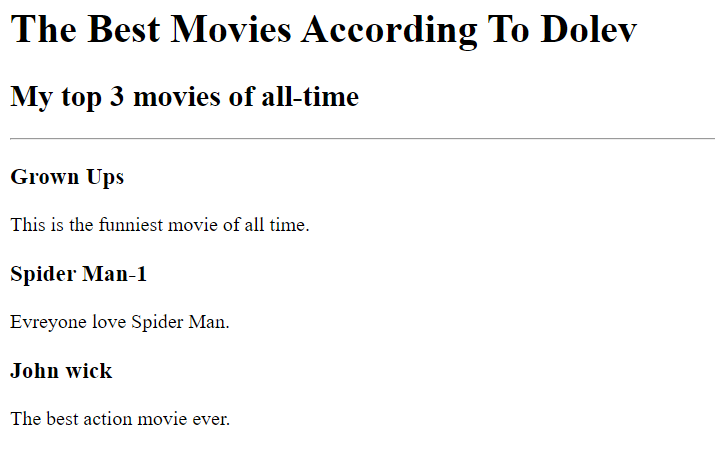 The Best Movies According To Dolev
My top 3 movies of all-time
Grown Ups
This is the funniest movie of all time.
Spider Man-1
Evreyone love Spider Man.
John wick
The best action movie ever.